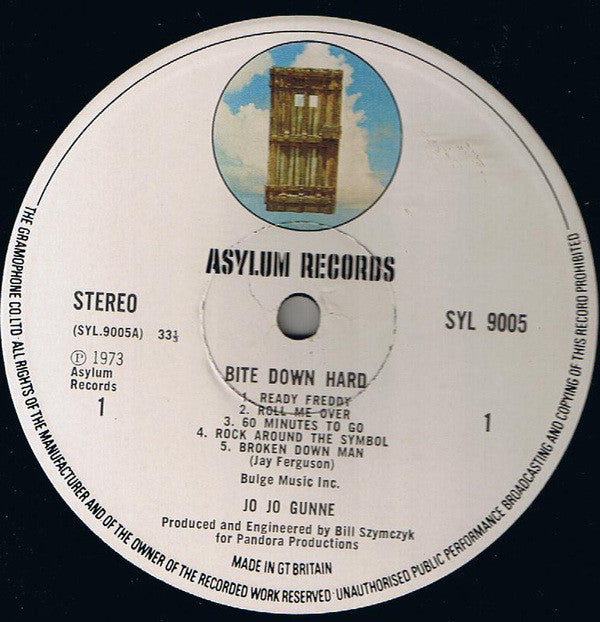 ASYLUM RECORDS
STEREO
(SYL.9005A) 33⅓
Ⓟ 1973
Asylum
Records
1
SYL 9005
1
BITE DOWN HARD
1. READY FREDDY
2. ROLL ME OVER
3. 60 MINUTES TO GO
4. ROCK AROUND THE SYMBOL
5. BROKEN DOWN MAN
(Jay Ferguson)
Bulge Music Inc.
JO JO GUNNE
Produced and Engineered by Bill Szymczyk
for Pandora Productions
MADE IN GT BRITAIN
THE GRAMOPHONE CO. LTD · ALL RIGHTS OF THE MANUFACTURER AND OF THE OWNER OF THE RECORDED WORK RESERVED · UNAUTHORISED PUBLIC PERFORMANCE BROADCASTING AND COPYING OF THIS RECORD PROHIBITED